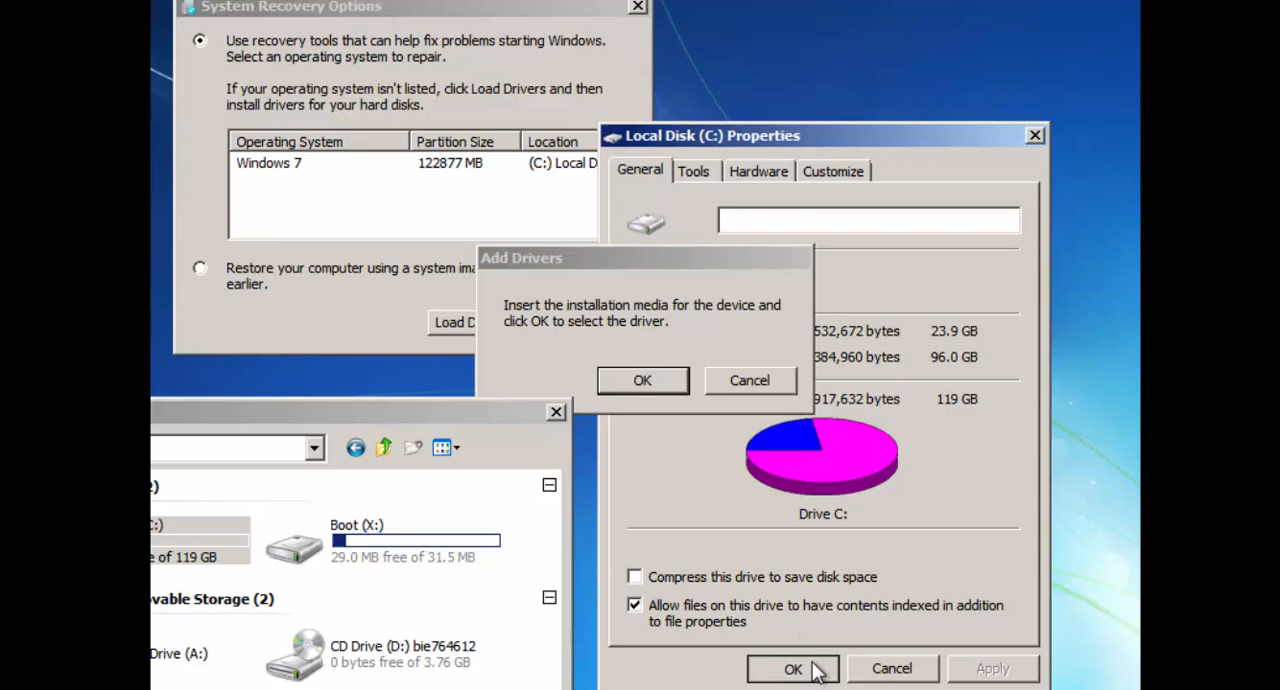 System Recovery Options
Use recovery tools that can help fix problems starting Windows.
Select an operating system to repair.
If your operating system isn't listed, click Load Drivers and then
install drivers for your hard disks.
Operating System Partition Size Location
Windows 7 122877 MB (C:) Local D
Restore your computer using a system ima
earlier.
Load D
Local Disk (C:) Properties
General Tools Hardware Customize
532,672 bytes 23.9 GB
384,960 bytes 96.0 GB
917,632 bytes 119 GB
Drive C:
Compress this drive to save disk space
Allow files on this drive to have contents indexed in addition
to file properties
OK Cancel Apply
Add Drivers
Insert the installation media for the device and
click OK to select the driver.
OK Cancel
2)
C:)
e of 119 GB
Boot (X:)
29.0 MB free of 31.5 MB
ovable Storage (2)
Drive (A:)
CD Drive (D:) bie764612
0 bytes free of 3.76 GB